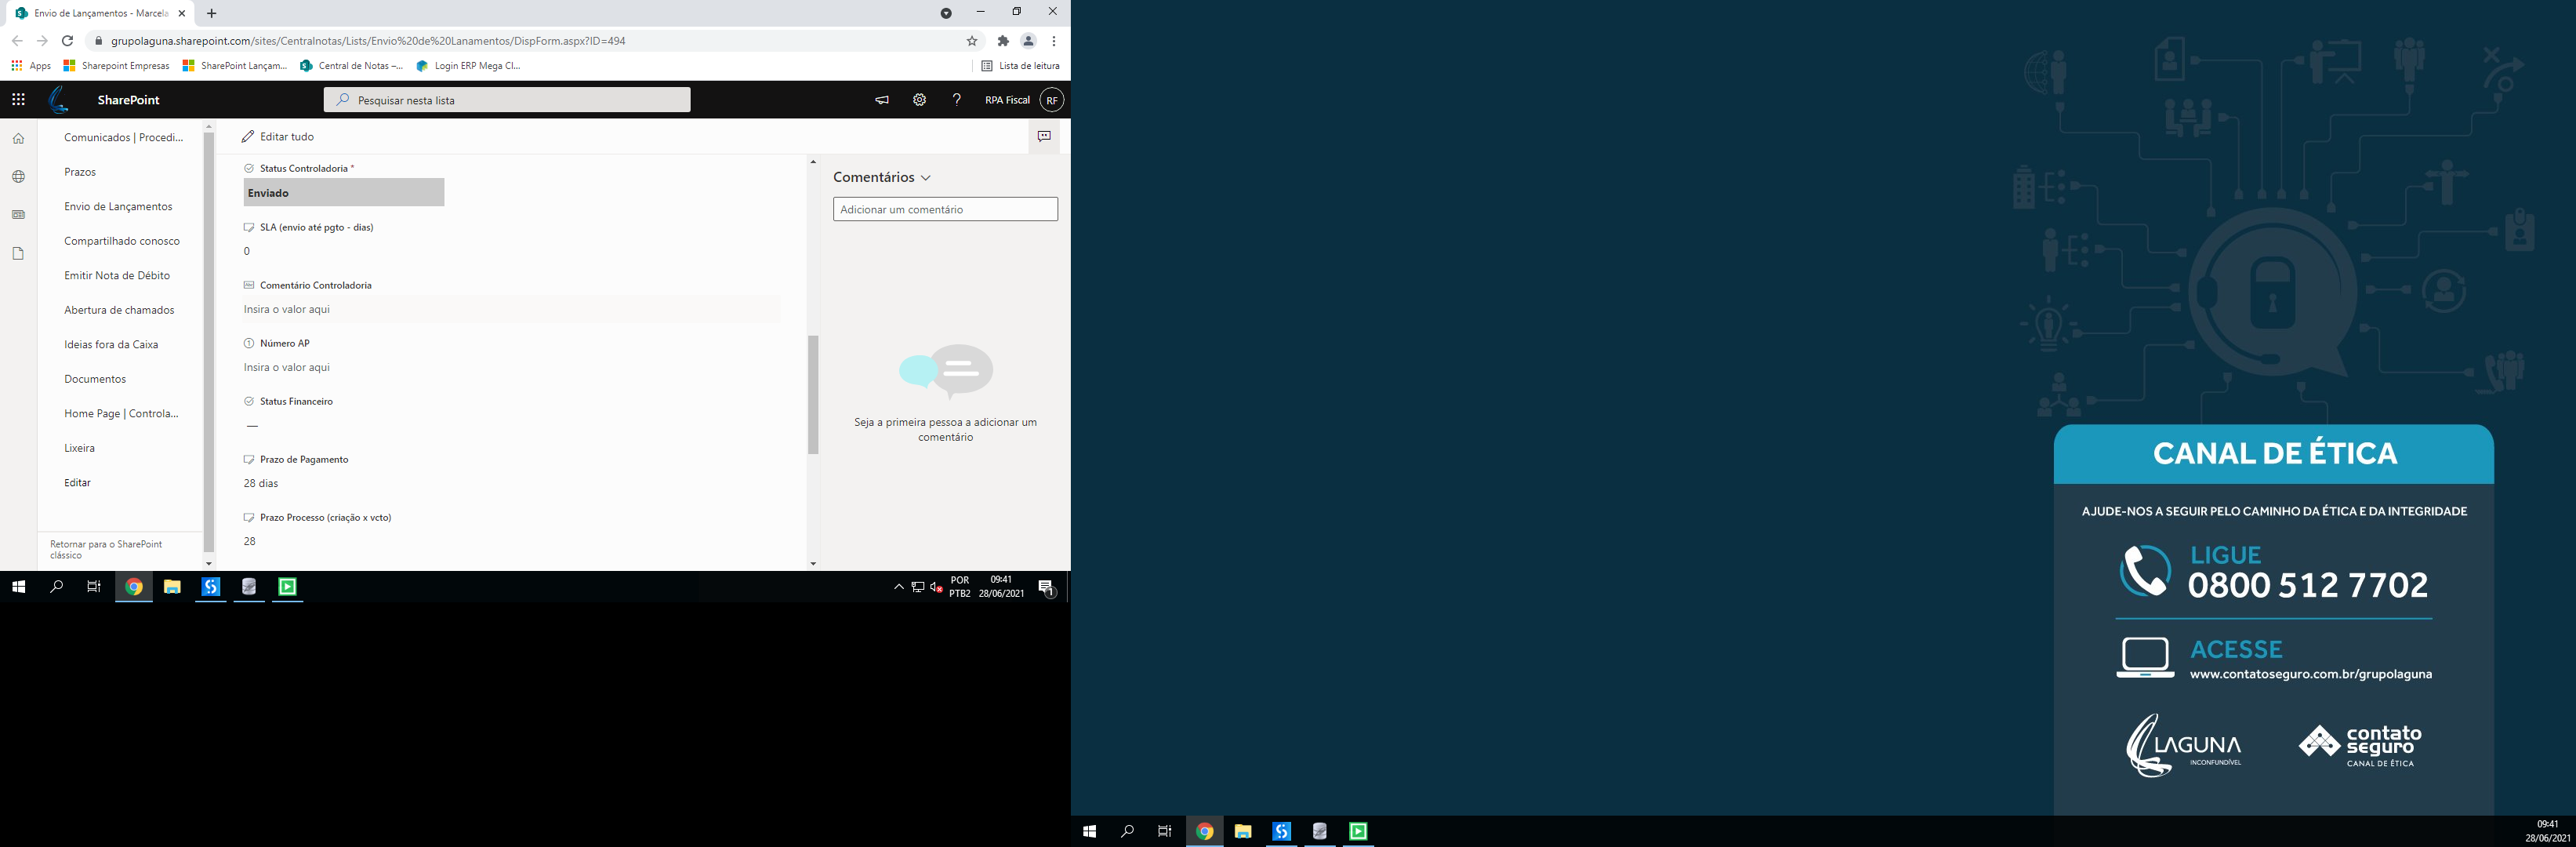 Envio de Lançamentos - Marcela
grupolaguna.sharepoint.com/sites/Centralnotas/Lists/Envio%20de%20Lanamentos/DispForm.aspx?ID=494
Apps
Sharepoint Empresas
SharePoint Lançam...
Central de Notas –...
Login ERP Mega Cl...
Lista de leitura
SharePoint
Pesquisar nesta lista
RPA Fiscal
RF
Comunicados | Procedi...
Prazos
Envio de Lançamentos
Compartilhado conosco
Emitir Nota de Débito
Abertura de chamados
Ideias fora da Caixa
Documentos
Home Page | Controla...
Lixeira
Editar
Retornar para o SharePoint
clássico
Editar tudo
Status Controladoria *
Enviado
SLA (envio até pgto - dias)
0
Comentário Controladoria
Insira o valor aqui
Número AP
Insira o valor aqui
Status Financeiro
—
Prazo de Pagamento
28 dias
Prazo Processo (criação x vcto)
28
Comentários
Adicionar um comentário
Seja a primeira pessoa a adicionar um
comentário
POR
PTB2
09:41
28/06/2021
1
CANAL DE ÉTICA
AJUDE-NOS A SEGUIR PELO CAMINHO DA ÉTICA E DA INTEGRIDADE
LIGUE
0800 512 7702
ACESSE
www.contatoseguro.com.br/grupolaguna
LAGUNA
INCONFUNDÍVEL
contato
seguro
CANAL DE ÉTICA
09:41
28/06/2021